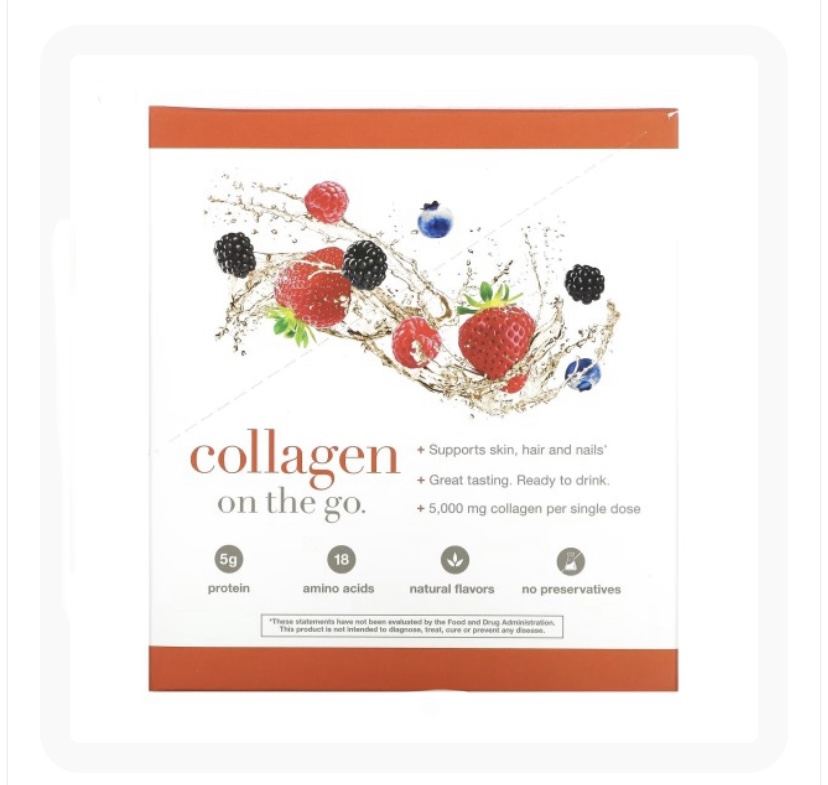 collagen
on the go.
+ Supports skin, hair and nails*
+ Great tasting. Ready to drink.
+ 5,000 mg collagen per single dose
5g
protein
18
amino acids
natural flavors
no preservatives
*These statements have not been evaluated by the Food and Drug Administration.
This product is not intended to diagnose, treat, cure or prevent any disease.